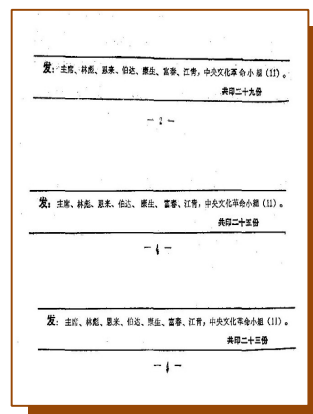 发：主席、林彪、恩来、伯达、康生、富春、江青，中央文化革命小组（11）。
共印二十九份
— 2 —
发：主席、林彪、恩来、伯达、康生、富春、江青，中央文化革命小组（11）。
共印二十五份
— 4 —
发：主席、林彪、恩来、伯达、康生、富春、江青，中央文化革命小组（11）。
共印二十三份
— 4 —